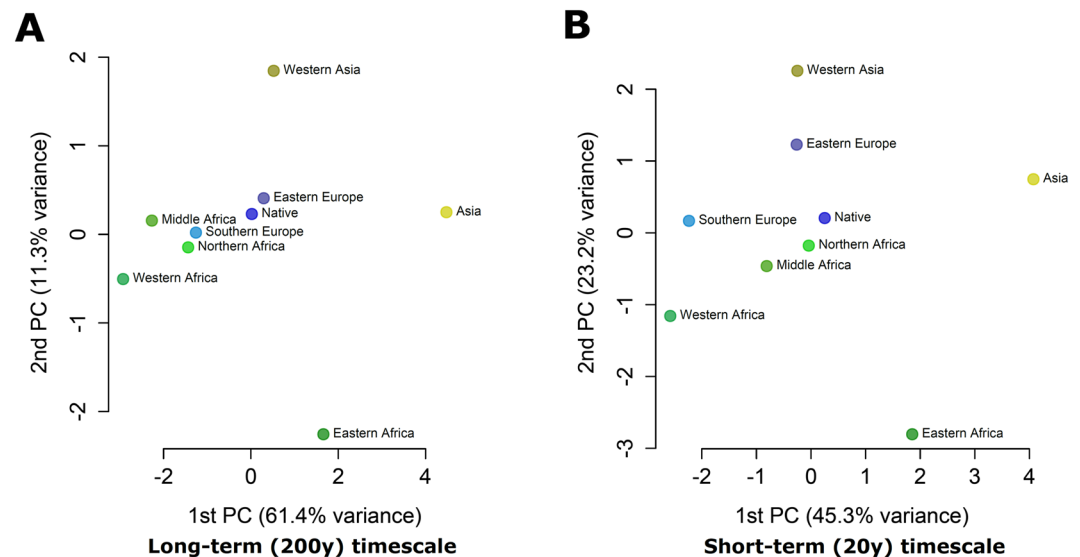 A
2nd PC (11.3% variance)
2
1
0
-1
-2
Western Asia
Eastern Europe
Native
Asia
Middle Africa
Southern Europe
Northern Africa
Western Africa
Eastern Africa
-2
0
2
4
1st PC (61.4% variance)
Long-term (200y) timescale
B
2nd PC (23.2% variance)
2
1
0
-1
-2
-3
Western Asia
Eastern Europe
Asia
Southern Europe
Native
Northern Africa
Middle Africa
Western Africa
Eastern Africa
-2
-1
0
1
2
3
4
1st PC (45.3% variance)
Short-term (20y) timescale